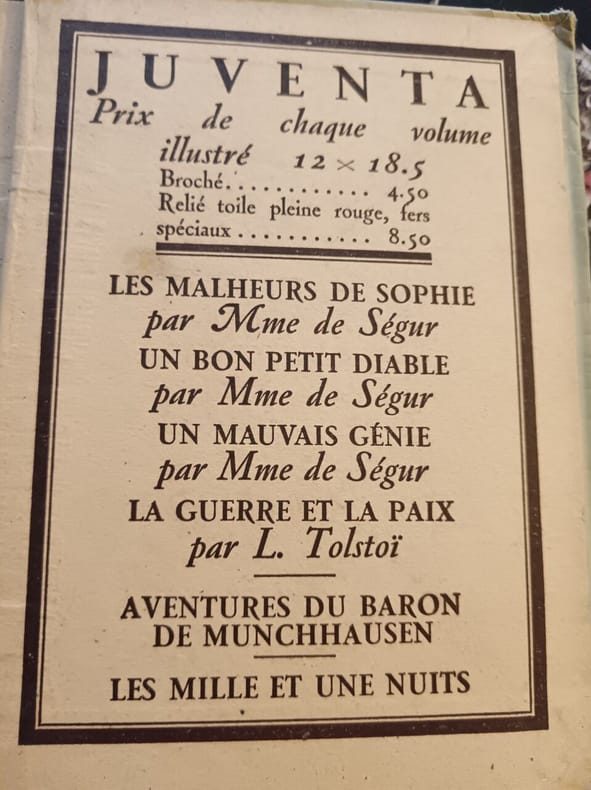 JUVENTA
Prix de chaque volume
illustré 12 × 18.5
Broché. . . . . . . . . . . . 4.50
Relié toile pleine rouge, fers
spéciaux . . . . . . . . . . . 8.50
LES MALHEURS DE SOPHIE
par Mme de Ségur
UN BON PETIT DIABLE
par Mme de Ségur
UN MAUVAIS GÉNIE
par Mme de Ségur
LA GUERRE ET LA PAIX
par L. Tolstoï
AVENTURES DU BARON
DE MUNCHHAUSEN
LES MILLE ET UNE NUITS